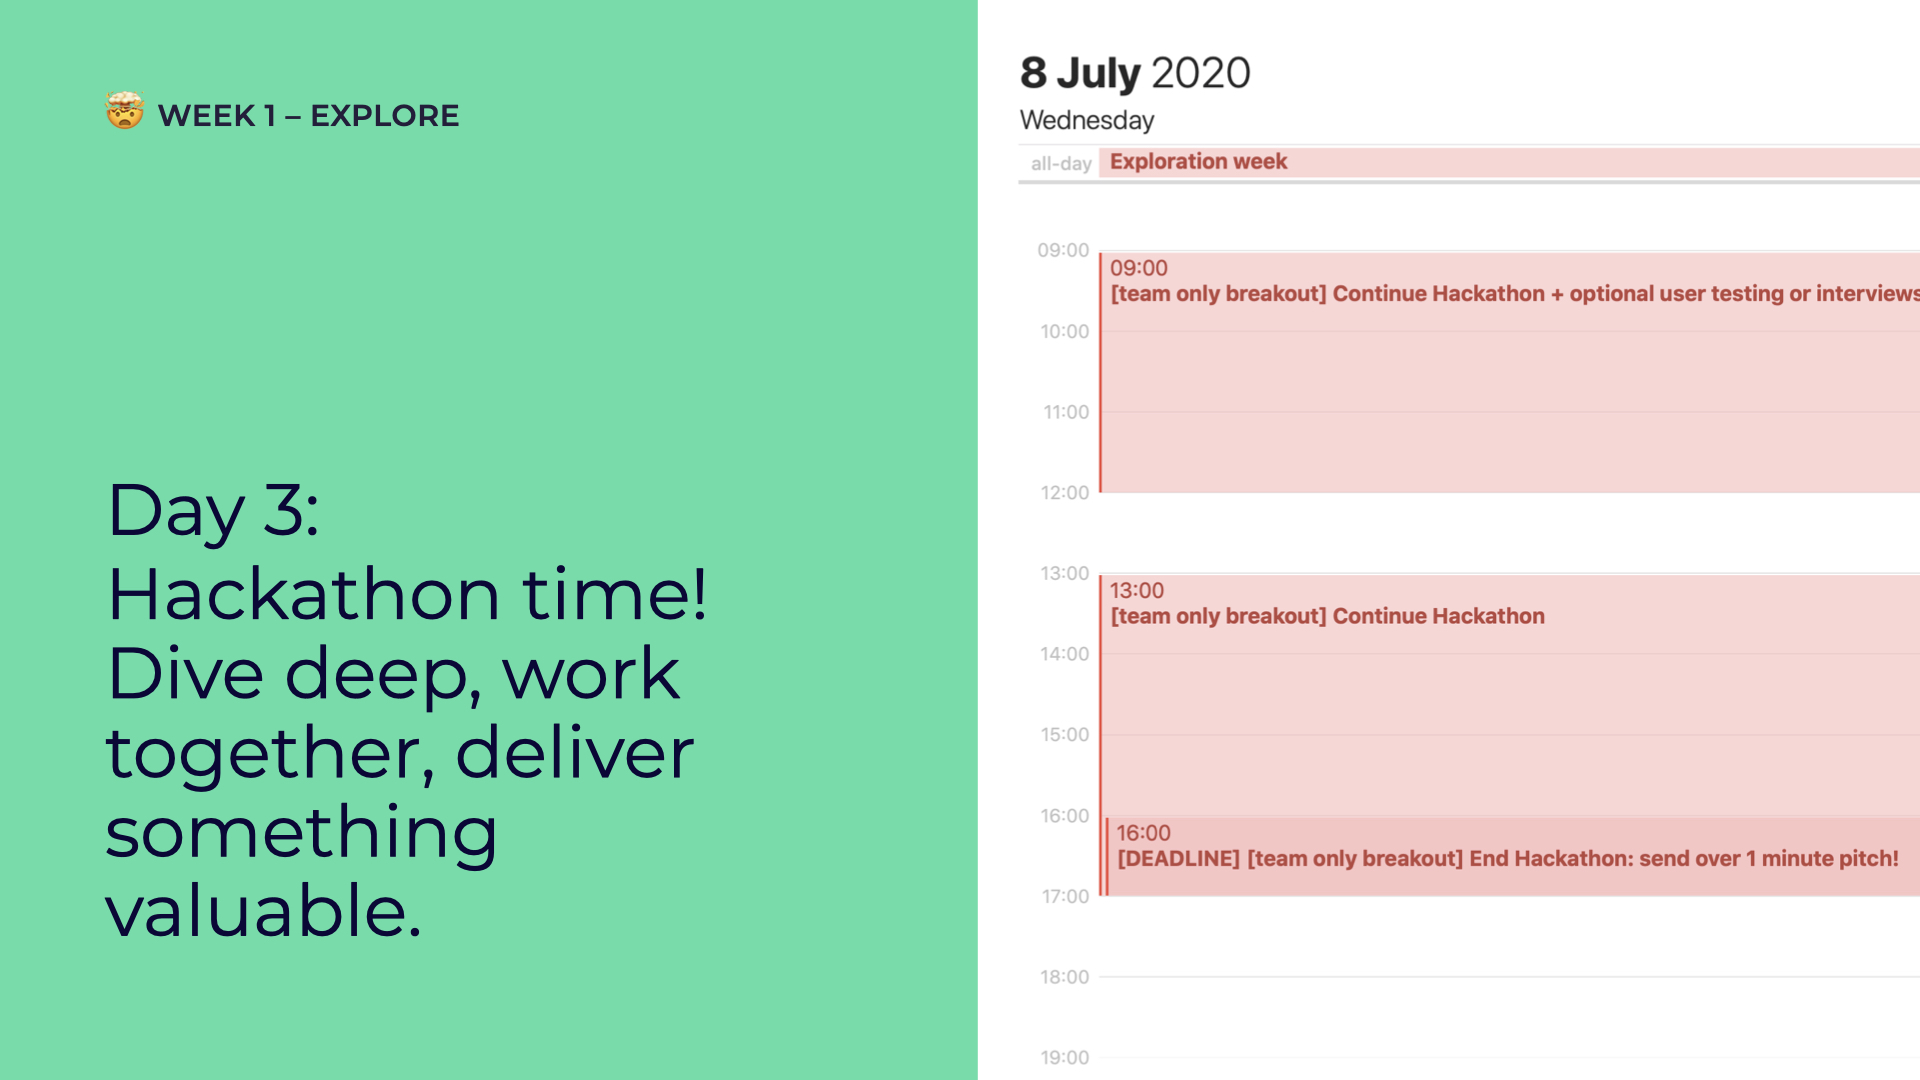 🤯 WEEK 1 – EXPLORE
Day 3:
Hackathon time!
Dive deep, work
together, deliver
something
valuable.
8 July 2020
Wednesday
all-day Exploration week
09:00
09:00
[team only breakout] Continue Hackathon + optional user testing or interviews
10:00
11:00
12:00
13:00
13:00
[team only breakout] Continue Hackathon
14:00
15:00
16:00
16:00
[DEADLINE] [team only breakout] End Hackathon: send over 1 minute pitch!
17:00
18:00
19:00